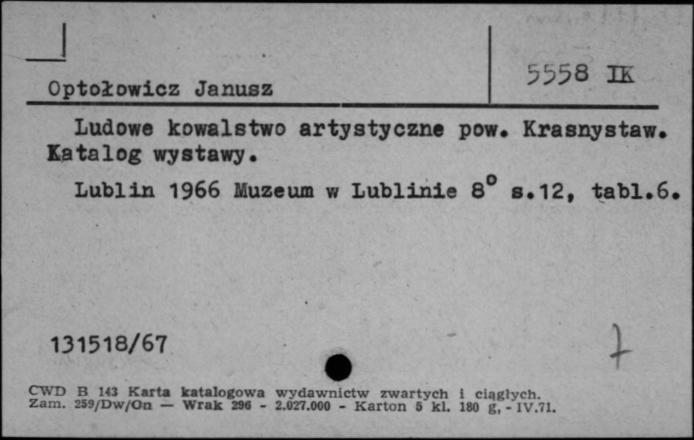 5558 IK
Optołowicz Janusz
Ludowe kowalstwo artystyczne pow. Krasnystaw.
Katalog wystawy.
Lublin 1966 Muzeum w Lublinie 8° s.12, tabl.6.
131518/67
7
CWD B 143 Karta katalogowa wydawnictw zwartych i ciągłych.
Zam. 259/Dw/On — Wrak 296 - 2.027.000 - Karton 5 kl. 180 g, - IV.71.